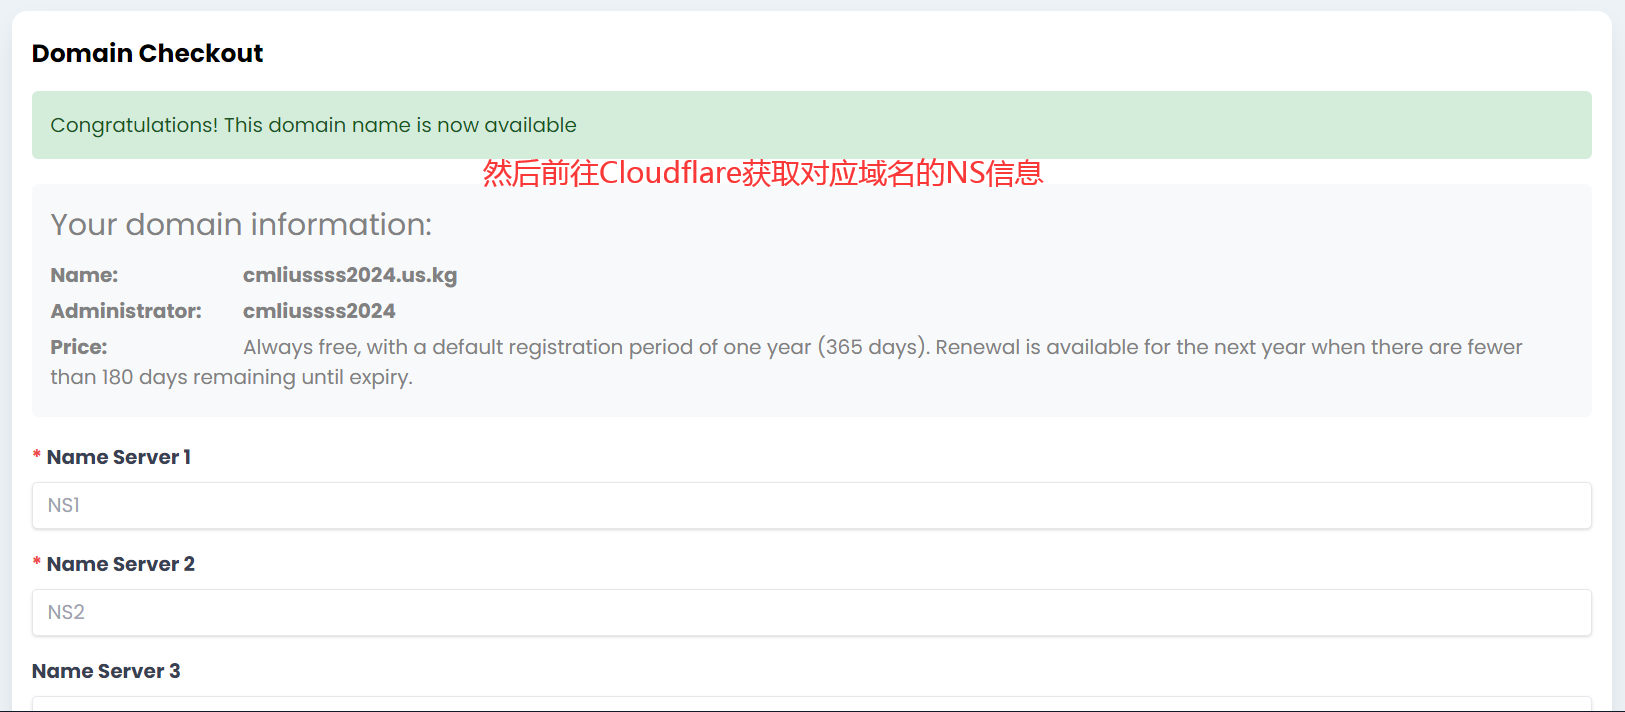 Domain Checkout
Congratulations! This domain name is now available
然后前往Cloudflare获取对应域名的NS信息
Your domain information:
Name: cmliussss2024.us.kg
Administrator: cmliussss2024
Price: Always free, with a default registration period of one year (365 days). Renewal is available for the next year when there are fewer
than 180 days remaining until expiry.
* Name Server 1
NS1
* Name Server 2
NS2
Name Server 3